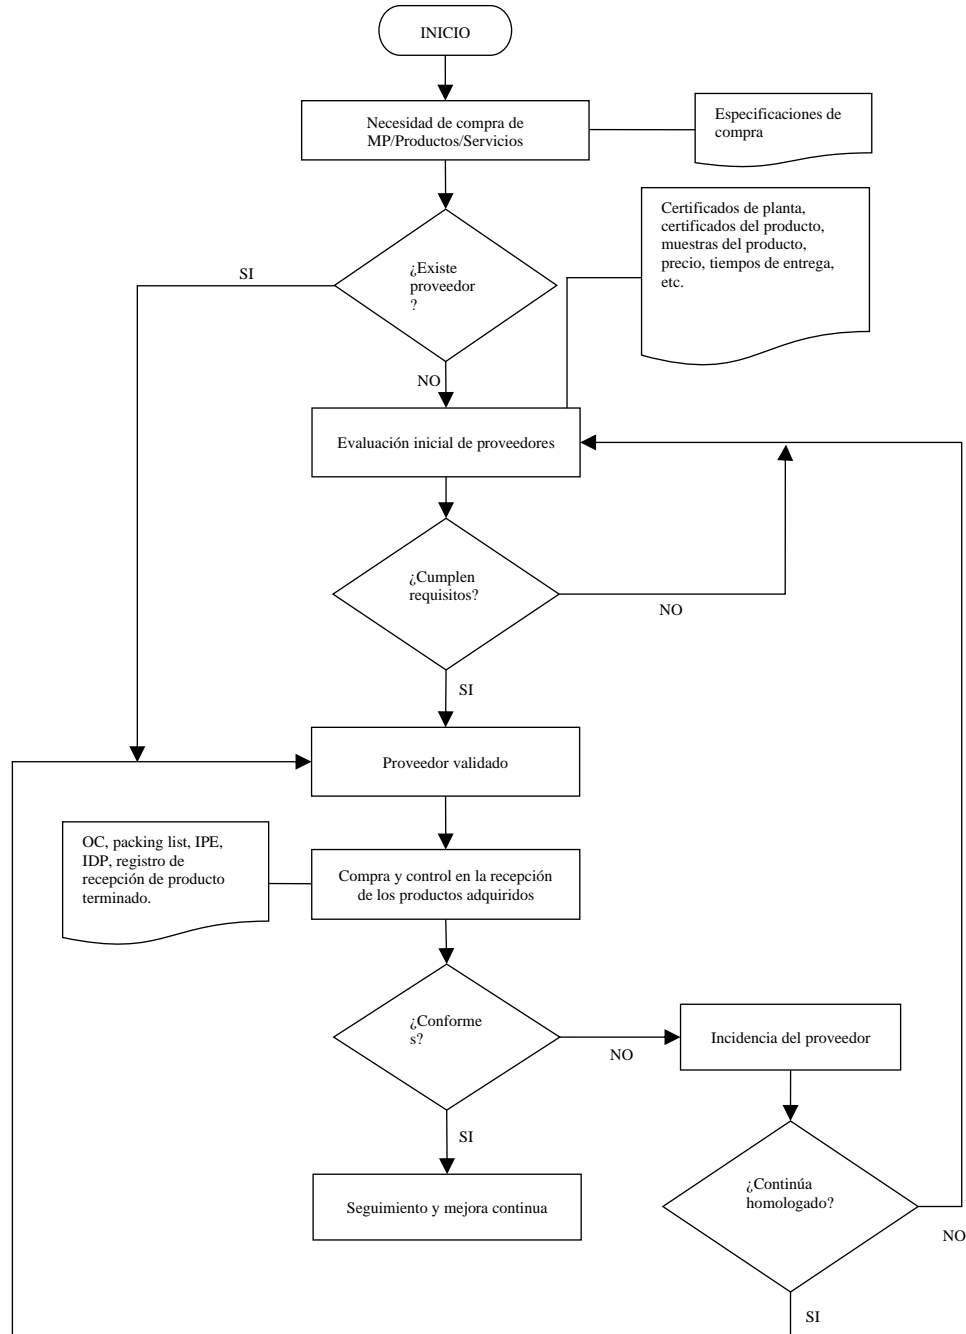 INICIO
Necesidad de compra de
MP/Productos/Servicios
Especificaciones de
compra
Certificados de planta,
certificados del producto,
muestras del producto,
precio, tiempos de entrega,
etc.
¿Existe
proveedor
?
SI
NO
Evaluación inicial de proveedores
¿Cumplen
requisitos?
NO
SI
Proveedor validado
OC, packing list, IPE,
IDP, registro de
recepción de producto
terminado.
Compra y control en la recepción
de los productos adquiridos
¿Conforme
s?
NO
Incidencia del proveedor
SI
Seguimiento y mejora continua
¿Continúa
homologado?
NO
SI